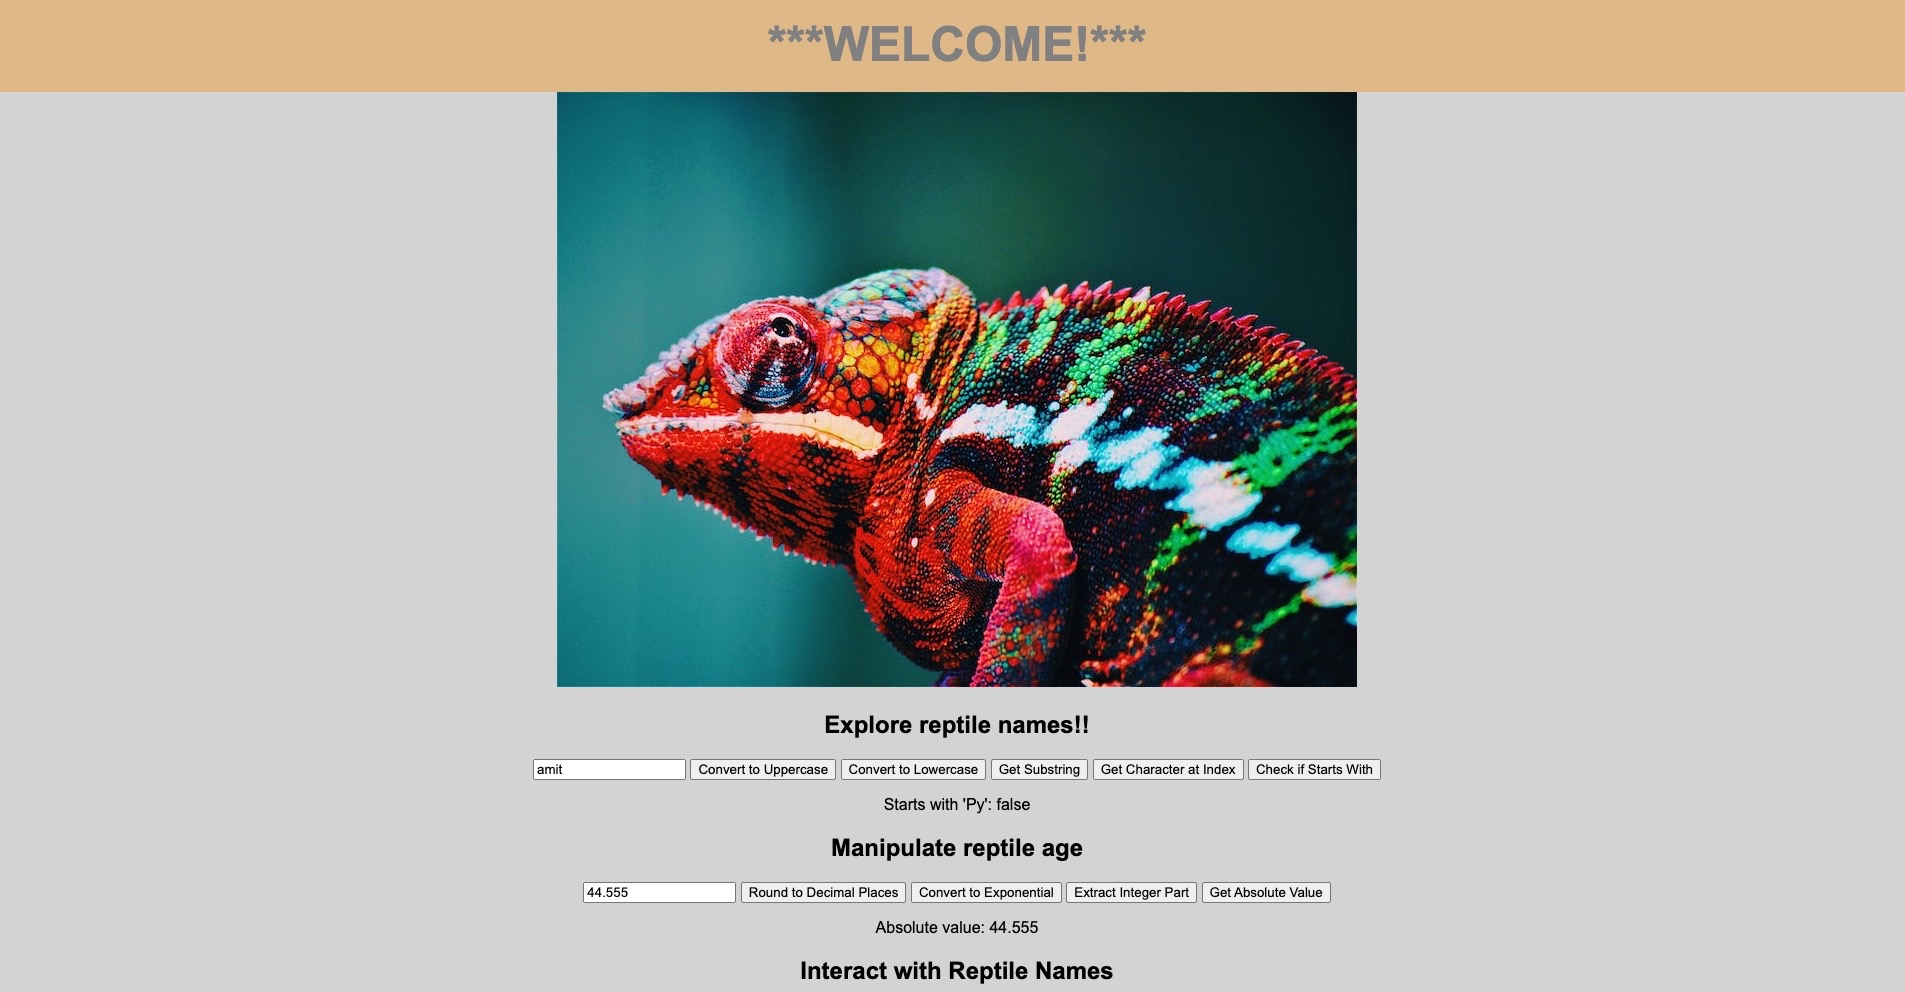 ***WELCOME!***
Explore reptile names!!
amit Convert to Uppercase Convert to Lowercase Get Substring Get Character at Index Check if Starts With
Starts with 'Py': false
Manipulate reptile age
44.555 Round to Decimal Places Convert to Exponential Extract Integer Part Get Absolute Value
Absolute value: 44.555
Interact with Reptile Names